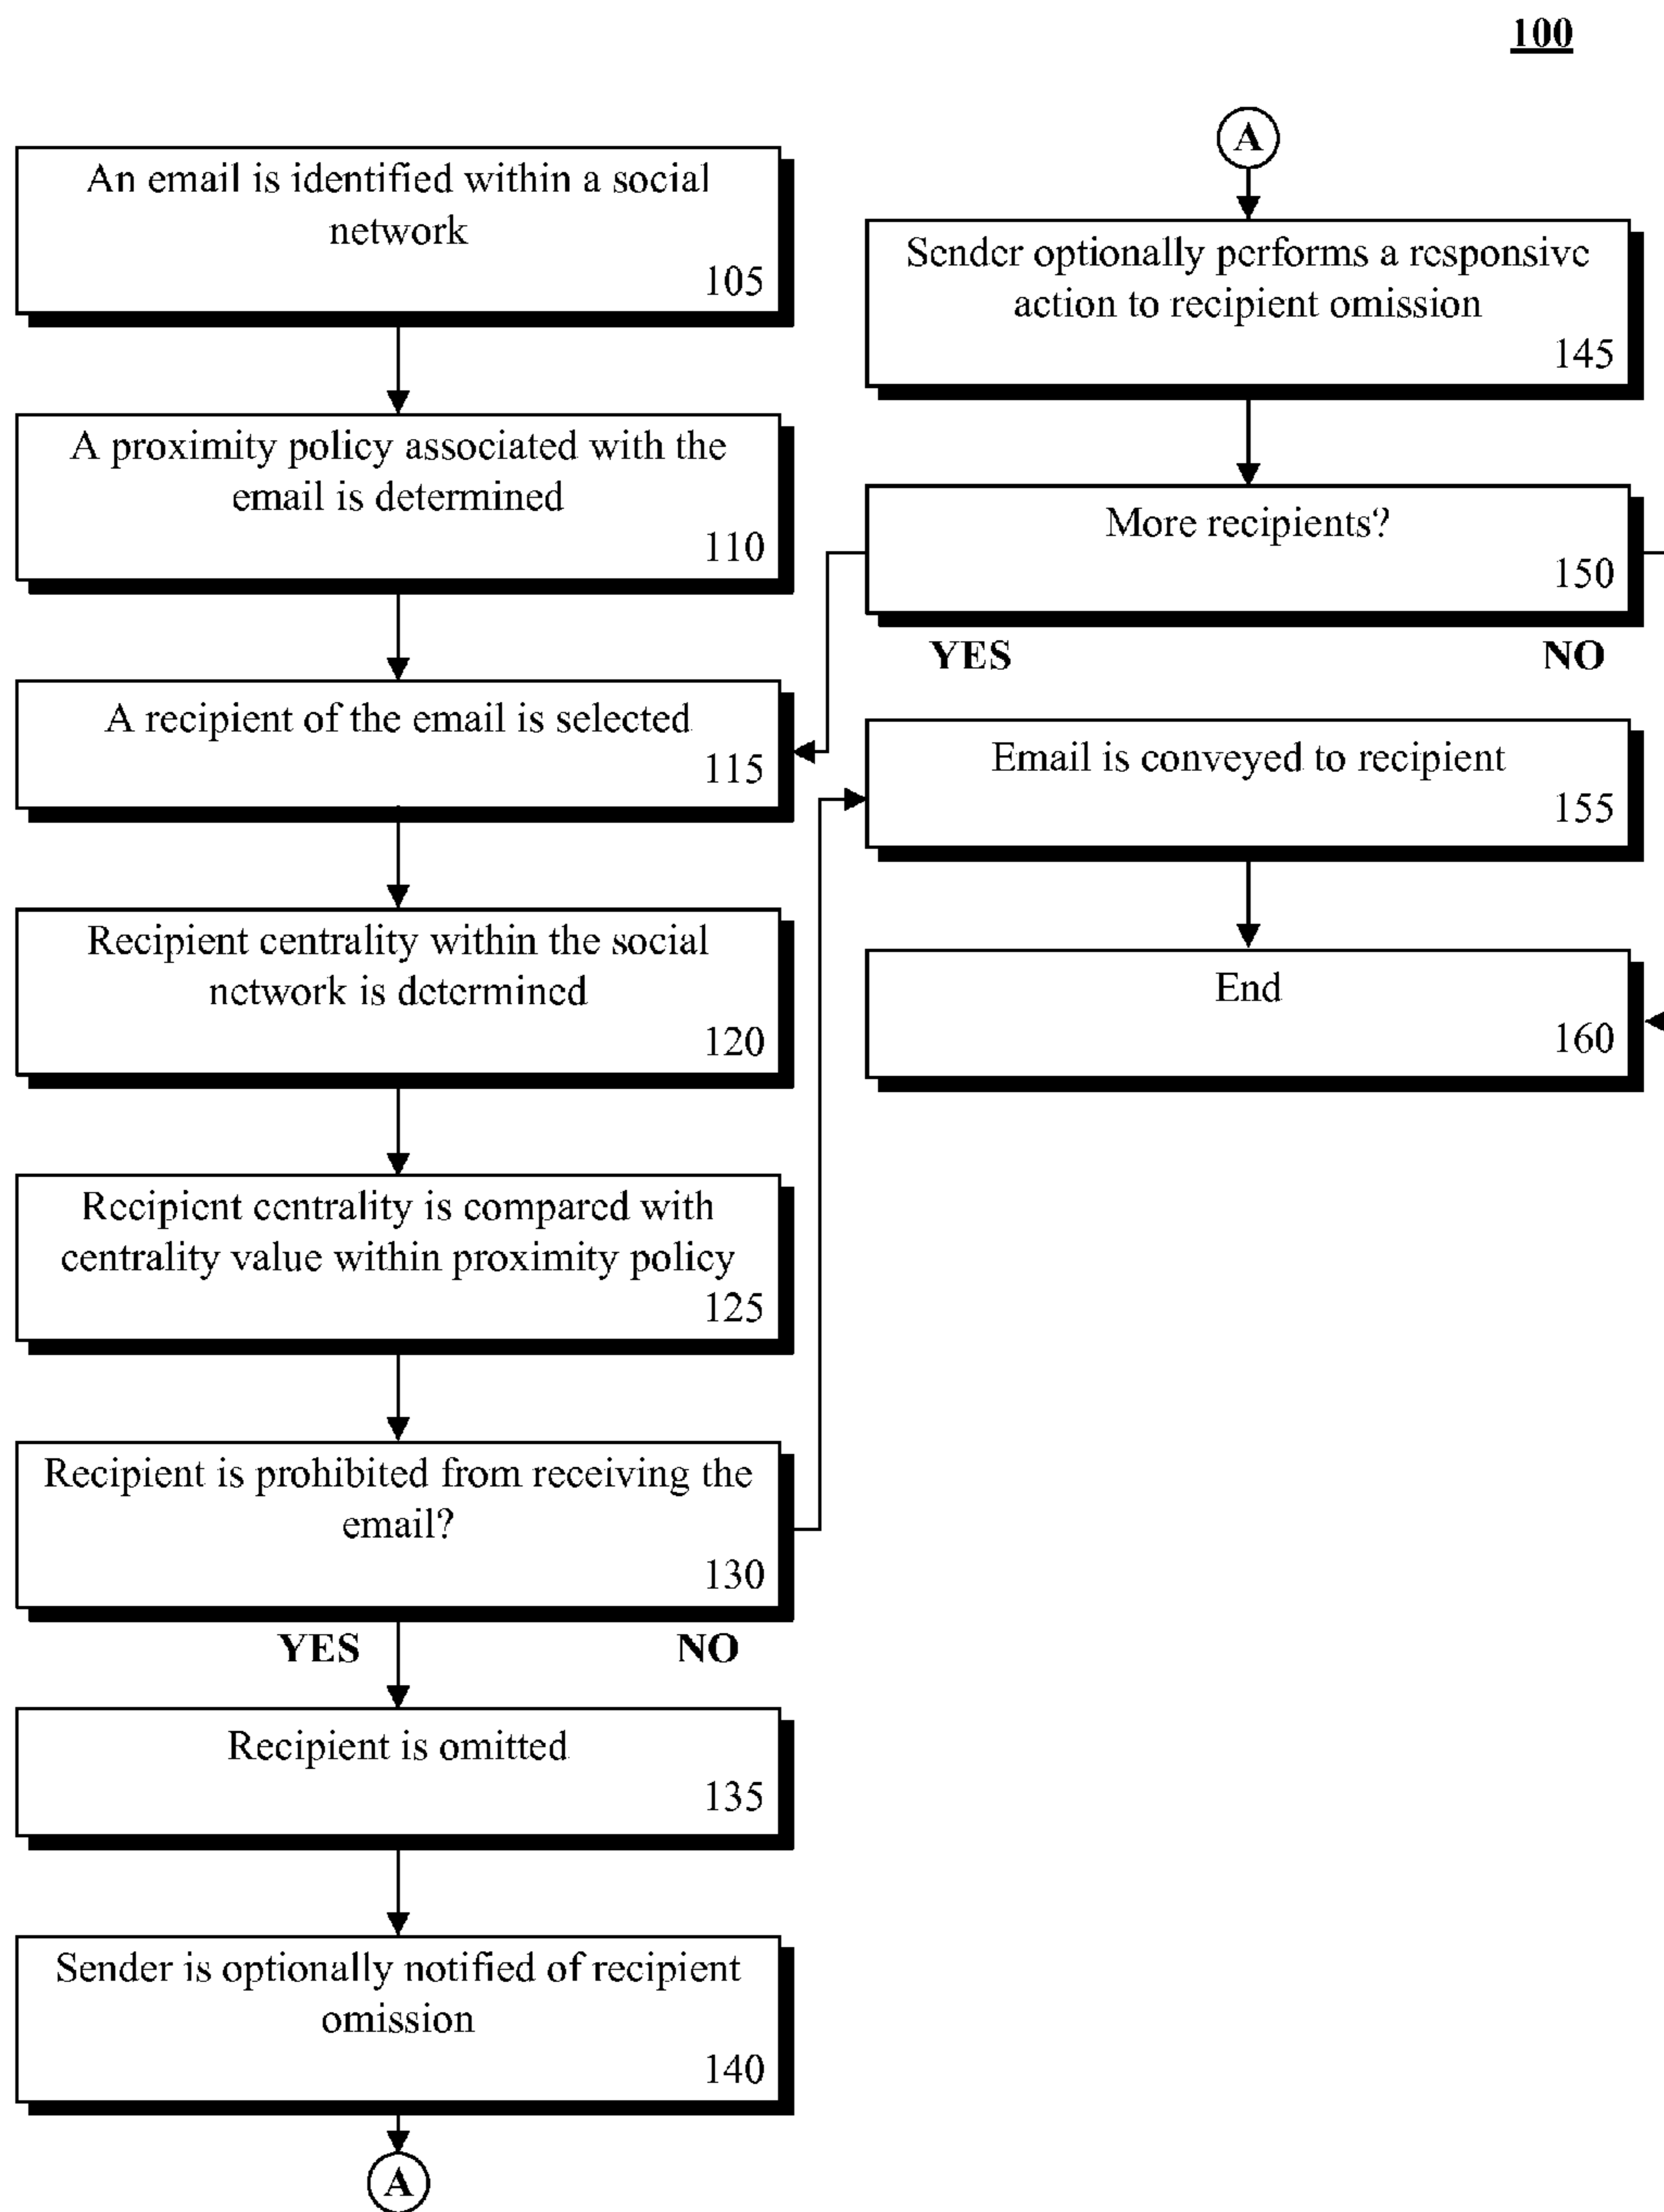 100
An email is identified within a social
network
105
A proximity policy associated with the
email is determined
110
A recipient of the email is selected
115
Recipient centrality within the social
network is determined
120
Recipient centrality is compared with
centrality value within proximity policy
125
Recipient is prohibited from receiving the
email?
130
YES
NO
Recipient is omitted
135
Sender is optionally notified of recipient
omission
140
A
A
Sender optionally performs a responsive
action to recipient omission
145
More recipients?
150
YES
NO
Email is conveyed to recipient
155
End
160